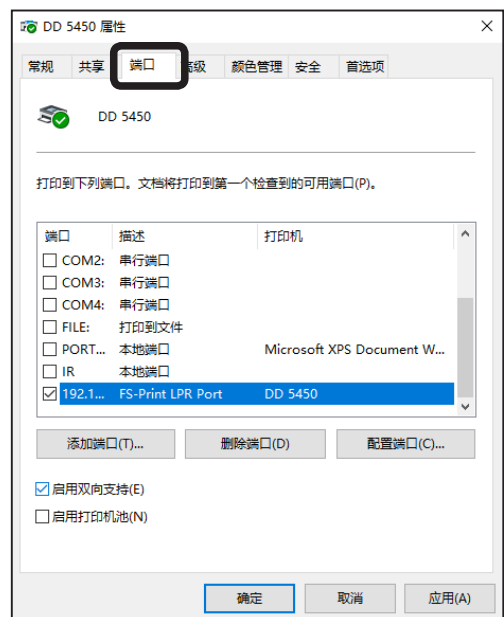 DD 5450 属性
常规 共享 端口 高级 颜色管理 安全 首选项
DD 5450
打印到下列端口。文档将打印到第一个检查到的可用端口(P)。
端口 描述 打印机
COM2: 串行端口
COM3: 串行端口
COM4: 串行端口
FILE: 打印到文件
PORT... 本地端口 Microsoft XPS Document W...
IR 本地端口
192.1... FS-Print LPR Port DD 5450
添加端口(T)... 删除端口(D) 配置端口(C)...
启用双向支持(E)
启用打印机池(N)
确定 取消 应用(A)